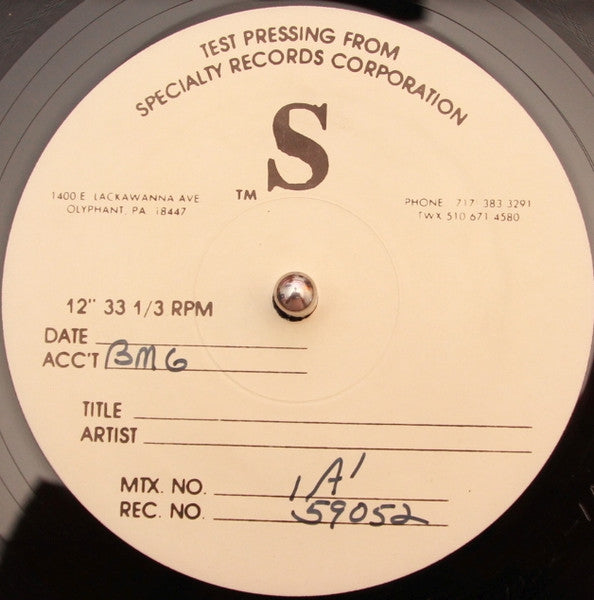 TEST PRESSING FROM
SPECIALTY RECORDS CORPORATION
S
TM
1400 E. LACKAWANNA AVE
OLYPHANT, PA. 18447
PHONE 717 383 3291
TWX 510 671 4580
12" 33 1/3 RPM
DATE
ACC'T BMG
TITLE
ARTIST
MTX. NO. 'A'
REC. NO. 59052